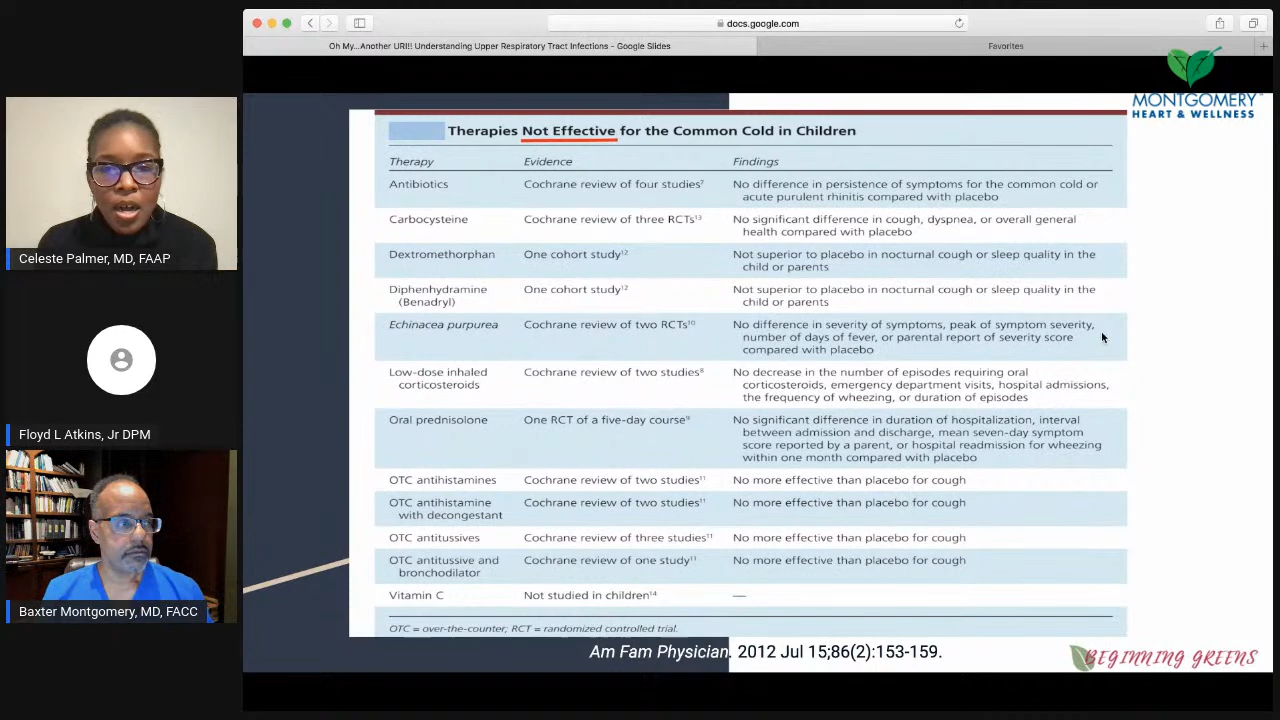 docs.google.com
Oh My...Another URI!! Understanding Upper Respiratory Tract Infections - Google Slides
Favorites
MONTGOMERY
HEART & WELLNESS
Celeste Palmer, MD, FAAP
Floyd L Atkins, Jr DPM
Baxter Montgomery, MD, FACC
Therapies Not Effective for the Common Cold in Children
Therapy Evidence Findings
Antibiotics Cochrane review of four studies⁷ No difference in persistence of symptoms for the common cold or
acute purulent rhinitis compared with placebo
Carbocysteine Cochrane review of three RCTs¹³ No significant difference in cough, dyspnea, or overall general
health compared with placebo
Dextromethorphan One cohort study¹² Not superior to placebo in nocturnal cough or sleep quality in the
child or parents
Diphenhydramine One cohort study¹² Not superior to placebo in nocturnal cough or sleep quality in the
(Benadryl) child or parents
Echinacea purpurea Cochrane review of two RCTs¹⁰ No difference in severity of symptoms, peak of symptom severity,
number of days of fever, or parental report of severity score
compared with placebo
Low-dose inhaled Cochrane review of two studies⁸ No decrease in the number of episodes requiring oral
corticosteroids corticosteroids, emergency department visits, hospital admissions,
the frequency of wheezing, or duration of episodes
Oral prednisolone One RCT of a five-day course⁹ No significant difference in duration of hospitalization, interval
between admission and discharge, mean seven-day symptom
score reported by a parent, or hospital readmission for wheezing
within one month compared with placebo
OTC antihistamines Cochrane review of two studies¹¹ No more effective than placebo for cough
OTC antihistamine Cochrane review of two studies¹¹ No more effective than placebo for cough
with decongestant
OTC antitussives Cochrane review of three studies¹¹ No more effective than placebo for cough
OTC antitussive and Cochrane review of one study¹¹ No more effective than placebo for cough
bronchodilator
Vitamin C Not studied in children¹⁴ —
OTC = over-the-counter; RCT = randomized controlled trial.
Am Fam Physician. 2012 Jul 15;86(2):153-159.
BEGINNING GREENS